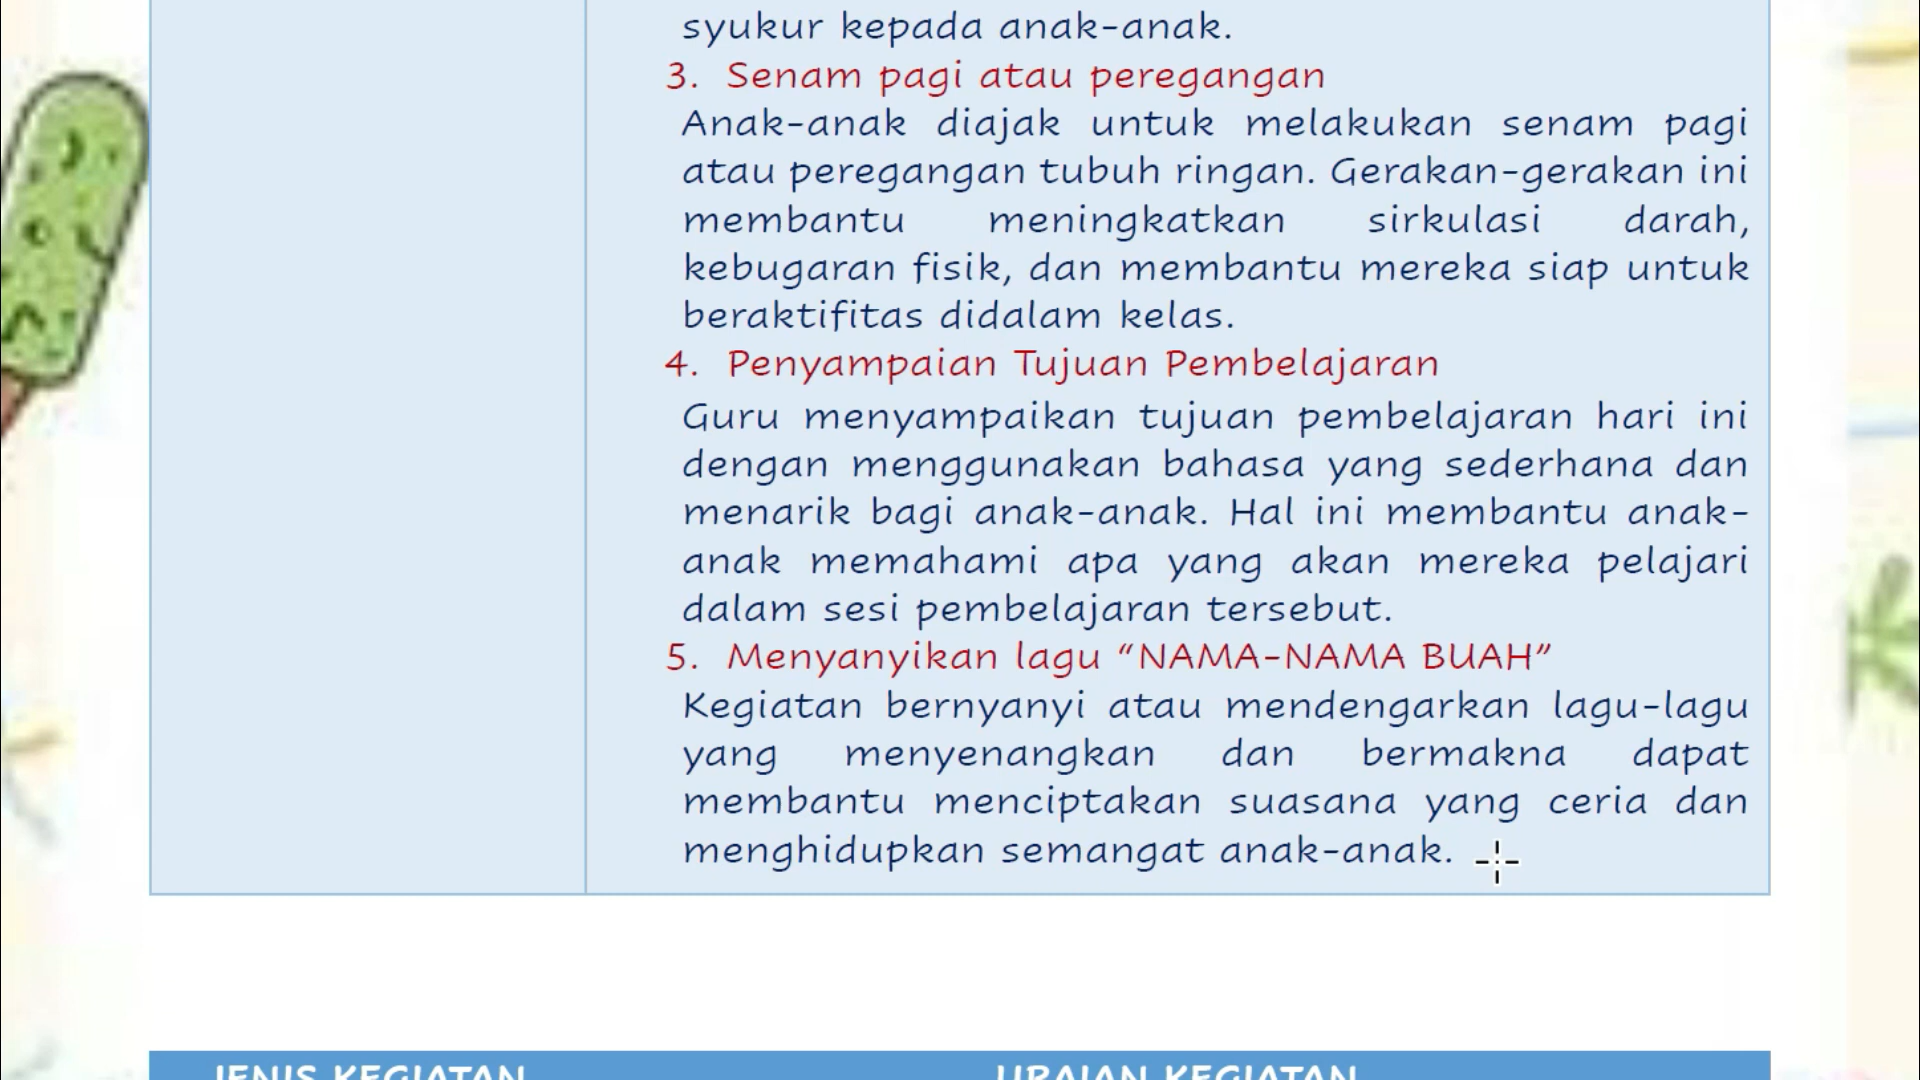 syukur kepada anak-anak.
3. Senam pagi atau peregangan
Anak-anak diajak untuk melakukan senam pagi
atau peregangan tubuh ringan. Gerakan-gerakan ini
membantu meningkatkan sirkulasi darah,
kebugaran fisik, dan membantu mereka siap untuk
beraktifitas didalam kelas.
4. Penyampaian Tujuan Pembelajaran
Guru menyampaikan tujuan pembelajaran hari ini
dengan menggunakan bahasa yang sederhana dan
menarik bagi anak-anak. Hal ini membantu anak-
anak memahami apa yang akan mereka pelajari
dalam sesi pembelajaran tersebut.
5. Menyanyikan lagu “NAMA-NAMA BUAH”
Kegiatan bernyanyi atau mendengarkan lagu-lagu
yang menyenangkan dan bermakna dapat
membantu menciptakan suasana yang ceria dan
menghidupkan semangat anak-anak.
JENIS KEGIATAN URAIAN KEGIATAN